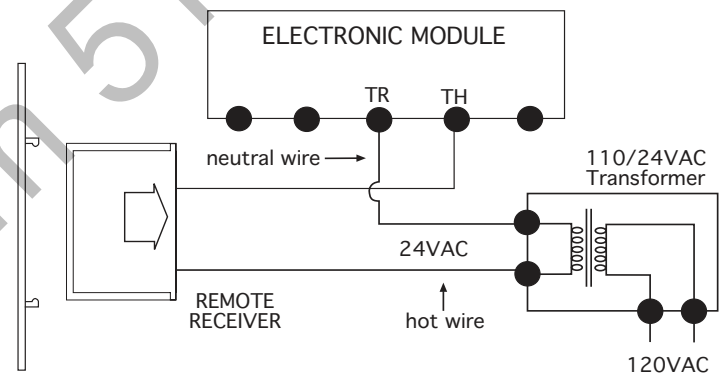 ELECTRONIC MODULE
TR
TH
neutral wire
110/24VAC
Transformer
24VAC
REMOTE
RECEIVER
hot wire
120VAC